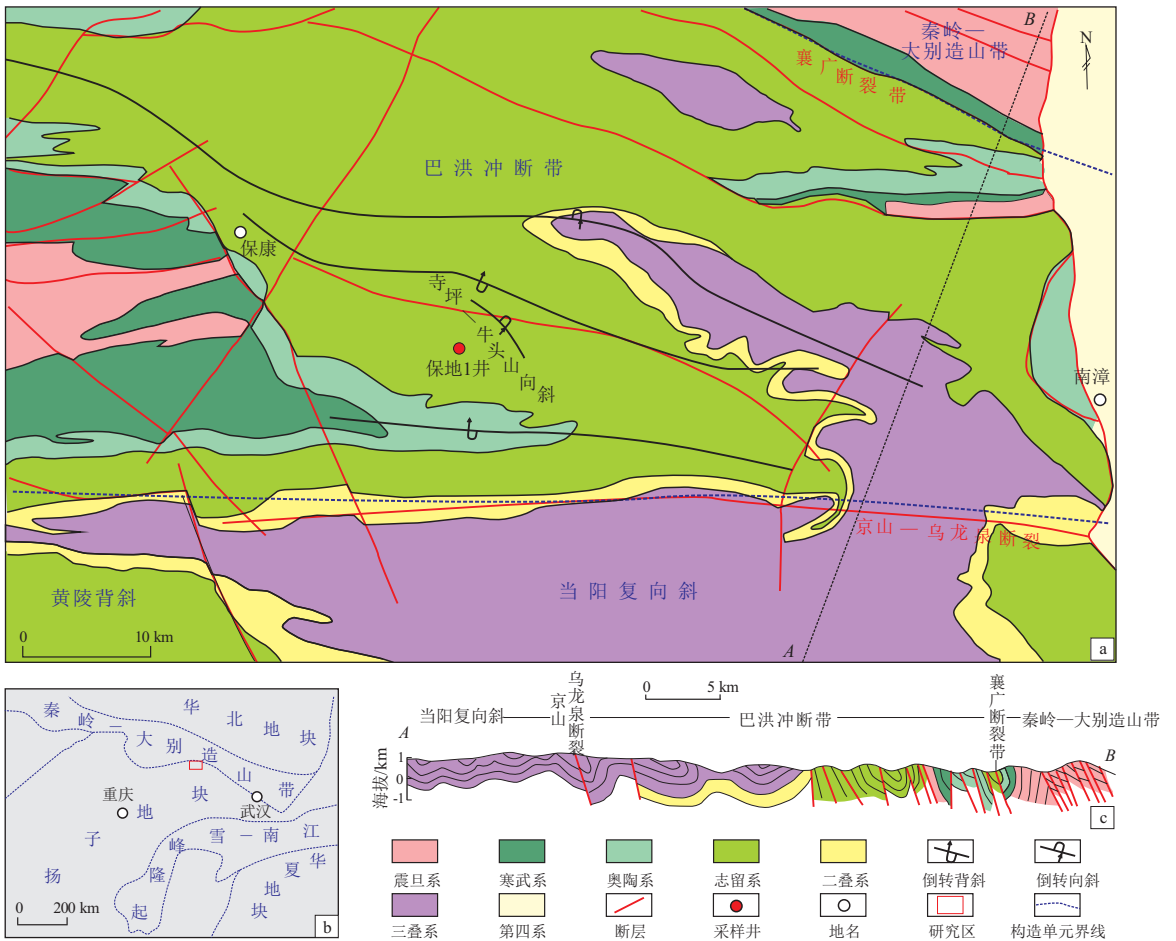 B
秦岭—
大别造山带
N
襄广断裂带
巴洪冲断带
保康
寺坪—牛头山向斜
保地1井
南漳
京山—乌龙泉断裂
黄陵背斜
当阳复向斜
0 10 km
A
a
秦岭—大别造山带
华北地块
重庆
武汉
扬子地块
雪峰隆起
江南—雪
华夏地块
0 200 km
b
0 5 km
当阳复向斜
京山—乌龙泉断裂
巴洪冲断带
襄广断裂带
秦岭—大别造山带
A
B
海拔/km
1
0
-1
c
震旦系 寒武系 奥陶系 志留系 二叠系 倒转背斜 倒转向斜
三叠系 第四系 断层 采样井 地名 研究区 构造单元界线